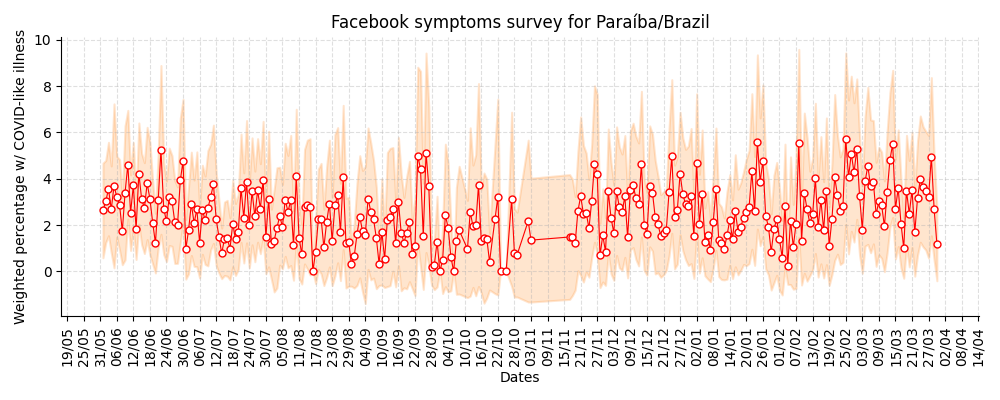 Facebook symptoms survey for Paraíba/Brazil
Weighted percentage w/ COVID-like illness
10
8
6
4
2
0
19/05 25/05 31/05 06/06 12/06 18/06 24/06 30/06 06/07 12/07 18/07 24/07 30/07 05/08 11/08 17/08 23/08 29/08 04/09 10/09 16/09 22/09 28/09 04/10 10/10 16/10 22/10 28/10 03/11 09/11 15/11 21/11 27/11 03/12 09/12 15/12 21/12 27/12 02/01 08/01 14/01 20/01 26/01 01/02 07/02 13/02 19/02 25/02 03/03 09/03 15/03 21/03 27/03 02/04 08/04 14/04
Dates